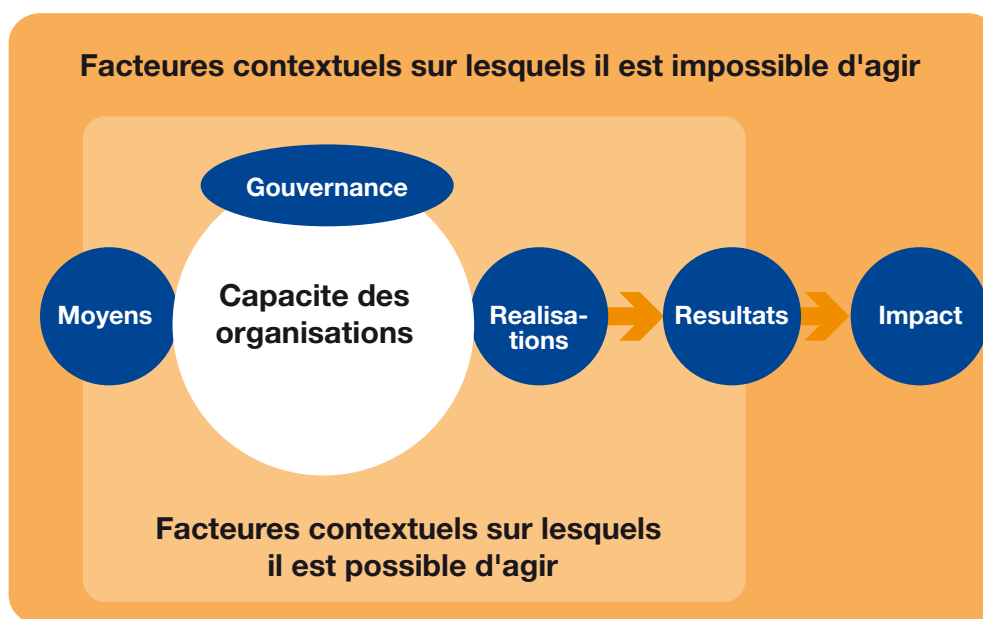 Facteures contextuels sur lesquels il est impossible d'agir
Gouvernance
Moyens
Capacite des
organisations
Realisa-
tions
Resultats
Impact
Facteures contextuels sur lesquels
il est possible d'agir